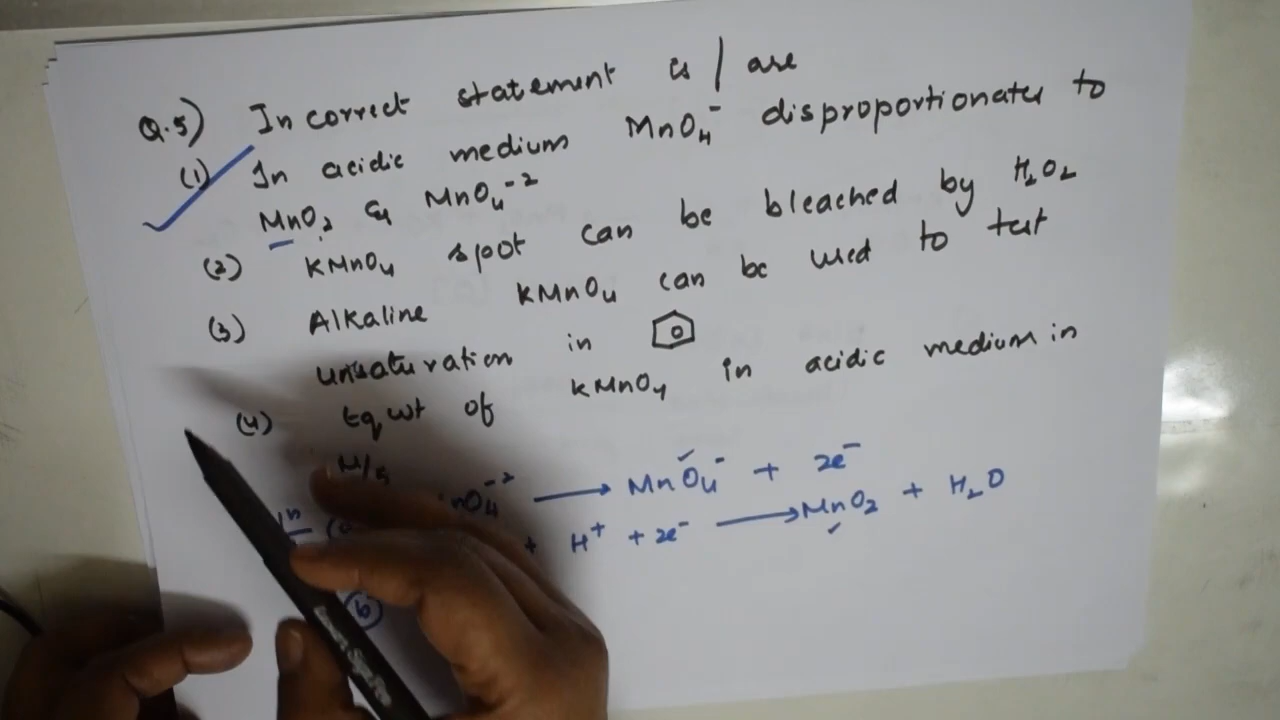 Q.5) Incorrect statement is / are
(1) In acidic medium MnO₄⁻ disproportionates to
MnO₂ & MnO₄⁻²
(2) KMnO₄ spot can be bleached by H₂O₂
(3) Alkaline KMnO₄ can be used to test
unsaturation in
(4) Eq wt of KMnO₄ in acidic medium in
M/5
nO₄⁻² → MnO₄⁻ + 2e⁻
+ H⁺ + 2e⁻ → MnO₂ + H₂O
(b)